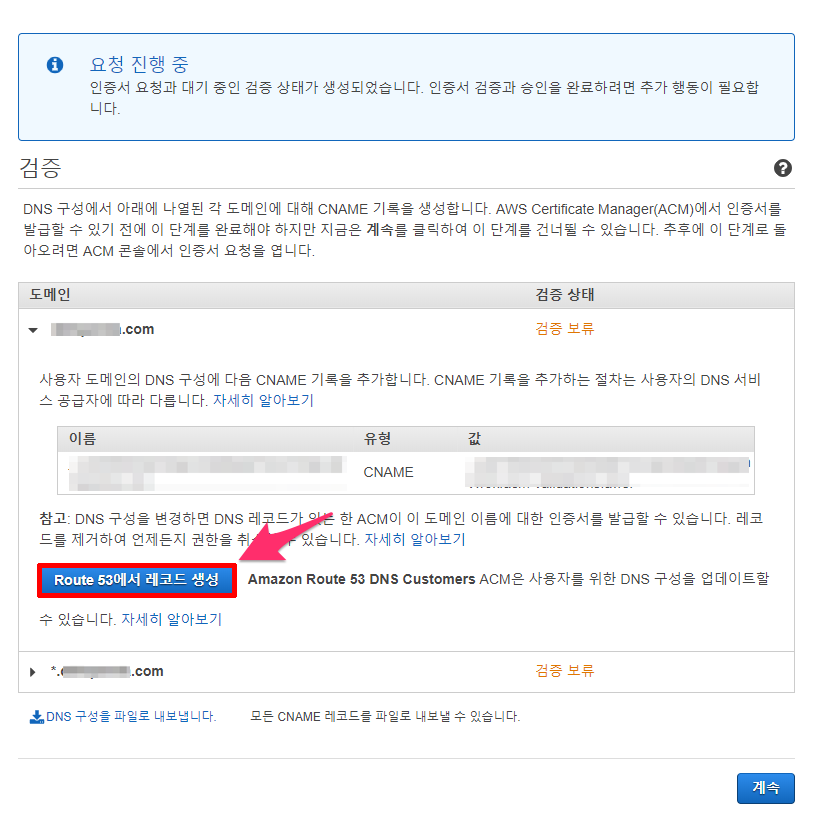 요청 진행 중
인증서 요청과 대기 중인 검증 상태가 생성되었습니다. 인증서 검증과 승인을 완료하려면 추가 행동이 필요합
니다.
검증
DNS 구성에서 아래에 나열된 각 도메인에 대해 CNAME 기록을 생성합니다. AWS Certificate Manager(ACM)에서 인증서를
발급할 수 있기 전에 이 단계를 완료해야 하지만 지금은 계속를 클릭하여 이 단계를 건너뛸 수 있습니다. 추후에 이 단계로 돌
아오려면 ACM 콘솔에서 인증서 요청을 엽니다.
도메인 검증 상태
.com 검증 보류
사용자 도메인의 DNS 구성에 다음 CNAME 기록을 추가합니다. CNAME 기록을 추가하는 절차는 사용자의 DNS 서비
스 공급자에 따라 다릅니다. 자세히 알아보기
이름 유형 값
CNAME
참고: DNS 구성을 변경하면 DNS 레코드가 있는 한 ACM이 이 도메인 이름에 대한 인증서를 발급할 수 있습니다. 레코
드를 제거하여 언제든지 권한을 수 있습니다. 자세히 알아보기
Route 53에서 레코드 생성 Amazon Route 53 DNS Customers ACM은 사용자를 위한 DNS 구성을 업데이트할
수 있습니다. 자세히 알아보기
*. .com 검증 보류
DNS 구성을 파일로 내보냅니다. 모든 CNAME 레코드를 파일로 내보낼 수 있습니다.
계속